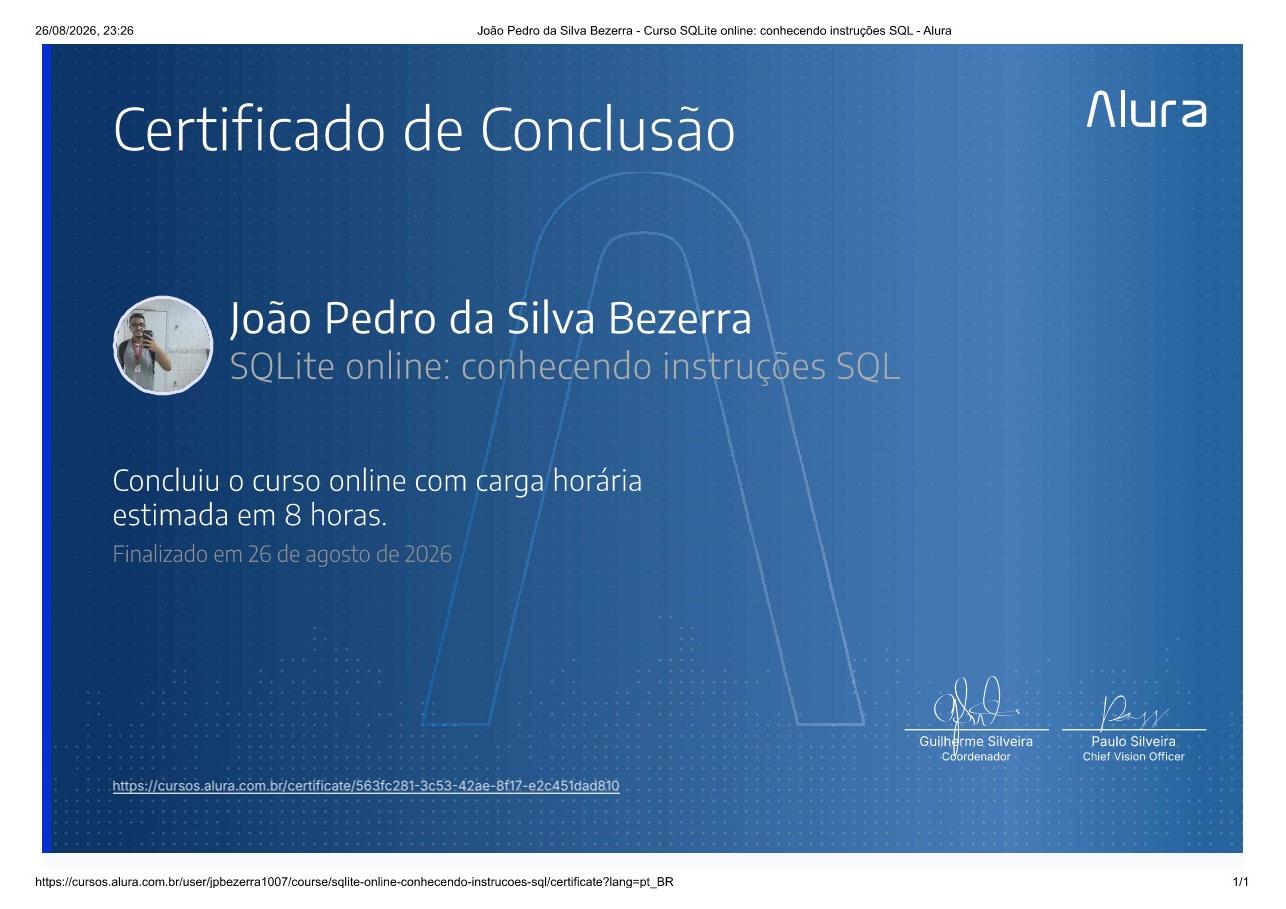 26/08/2026, 23:26
João Pedro da Silva Bezerra - Curso SQLite online: conhecendo instruções SQL - Alura
Certificado de Conclusão
Alura
João Pedro da Silva Bezerra
SQLite online: conhecendo instruções SQL
Concluiu o curso online com carga horária
estimada em 8 horas.
Finalizado em 26 de agosto de 2026
Guilherme Silveira
Coordenador
Paulo Silveira
Chief Vision Officer
https://cursos.alura.com.br/certificate/563fc281-3c53-42ae-8f17-e2c451dad810
https://cursos.alura.com.br/user/jpbezerra1007/course/sqlite-online-conhecendo-instrucoes-sql/certificate?lang=pt_BR
1/1